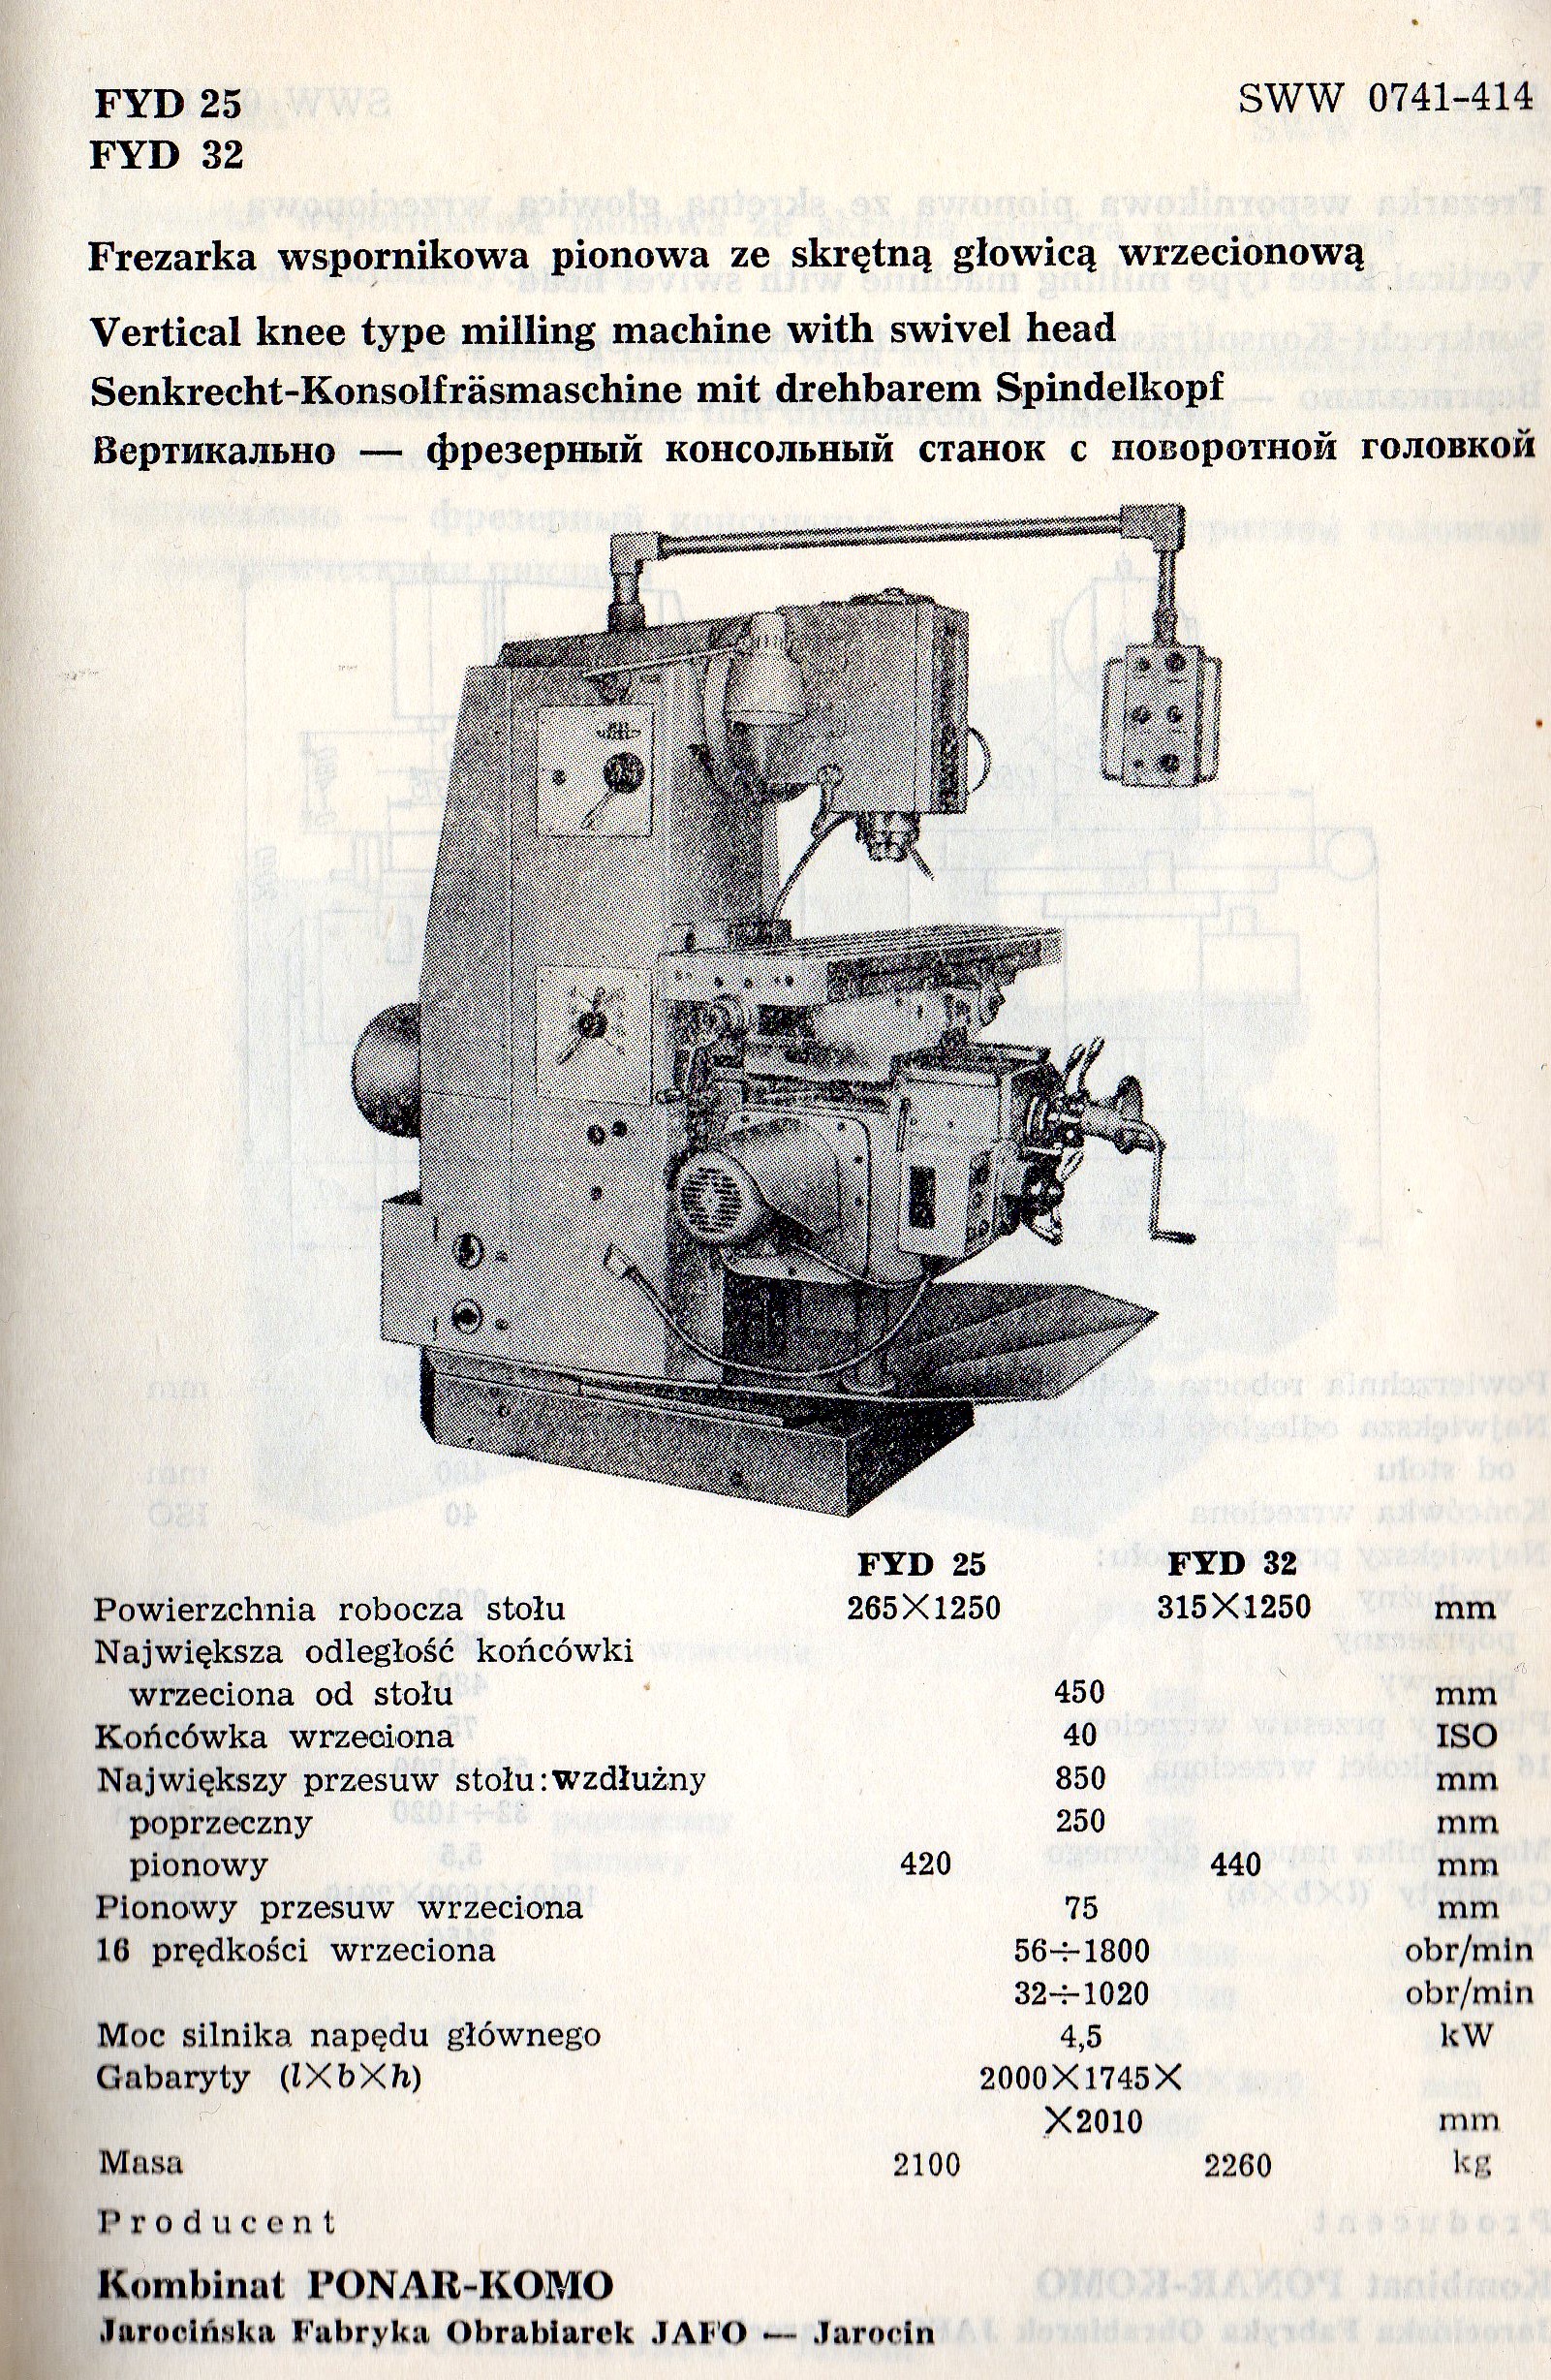 FYD 25 SWW 0741-414
FYD 32
Frezarka wspornikowa pionowa ze skrętną głowicą wrzecionową
Vertical knee type milling machine with swivel head
Senkrecht-Konsolfräsmaschine mit drehbarem Spindelkopf
Вертикально — фрезерный консольный станок с поворотной головкой
FYD 25 FYD 32
Powierzchnia robocza stołu 265×1250 315×1250 mm
Największa odległość końcówki
wrzeciona od stołu 450 mm
Końcówka wrzeciona 40 ISO
Największy przesuw stołu: wzdłużny 850 mm
poprzeczny 250 mm
pionowy 420 440 mm
Pionowy przesuw wrzeciona 75 mm
16 prędkości wrzeciona 56÷1800 obr/min
32÷1020 obr/min
Moc silnika napędu głównego 4,5 kW
Gabaryty (l×b×h) 2000×1745×
×2010 mm
Masa 2100 2260 kg
Producent
Kombinat PONAR-KOMO
Jarocińska Fabryka Obrabiarek JAFO — Jarocin